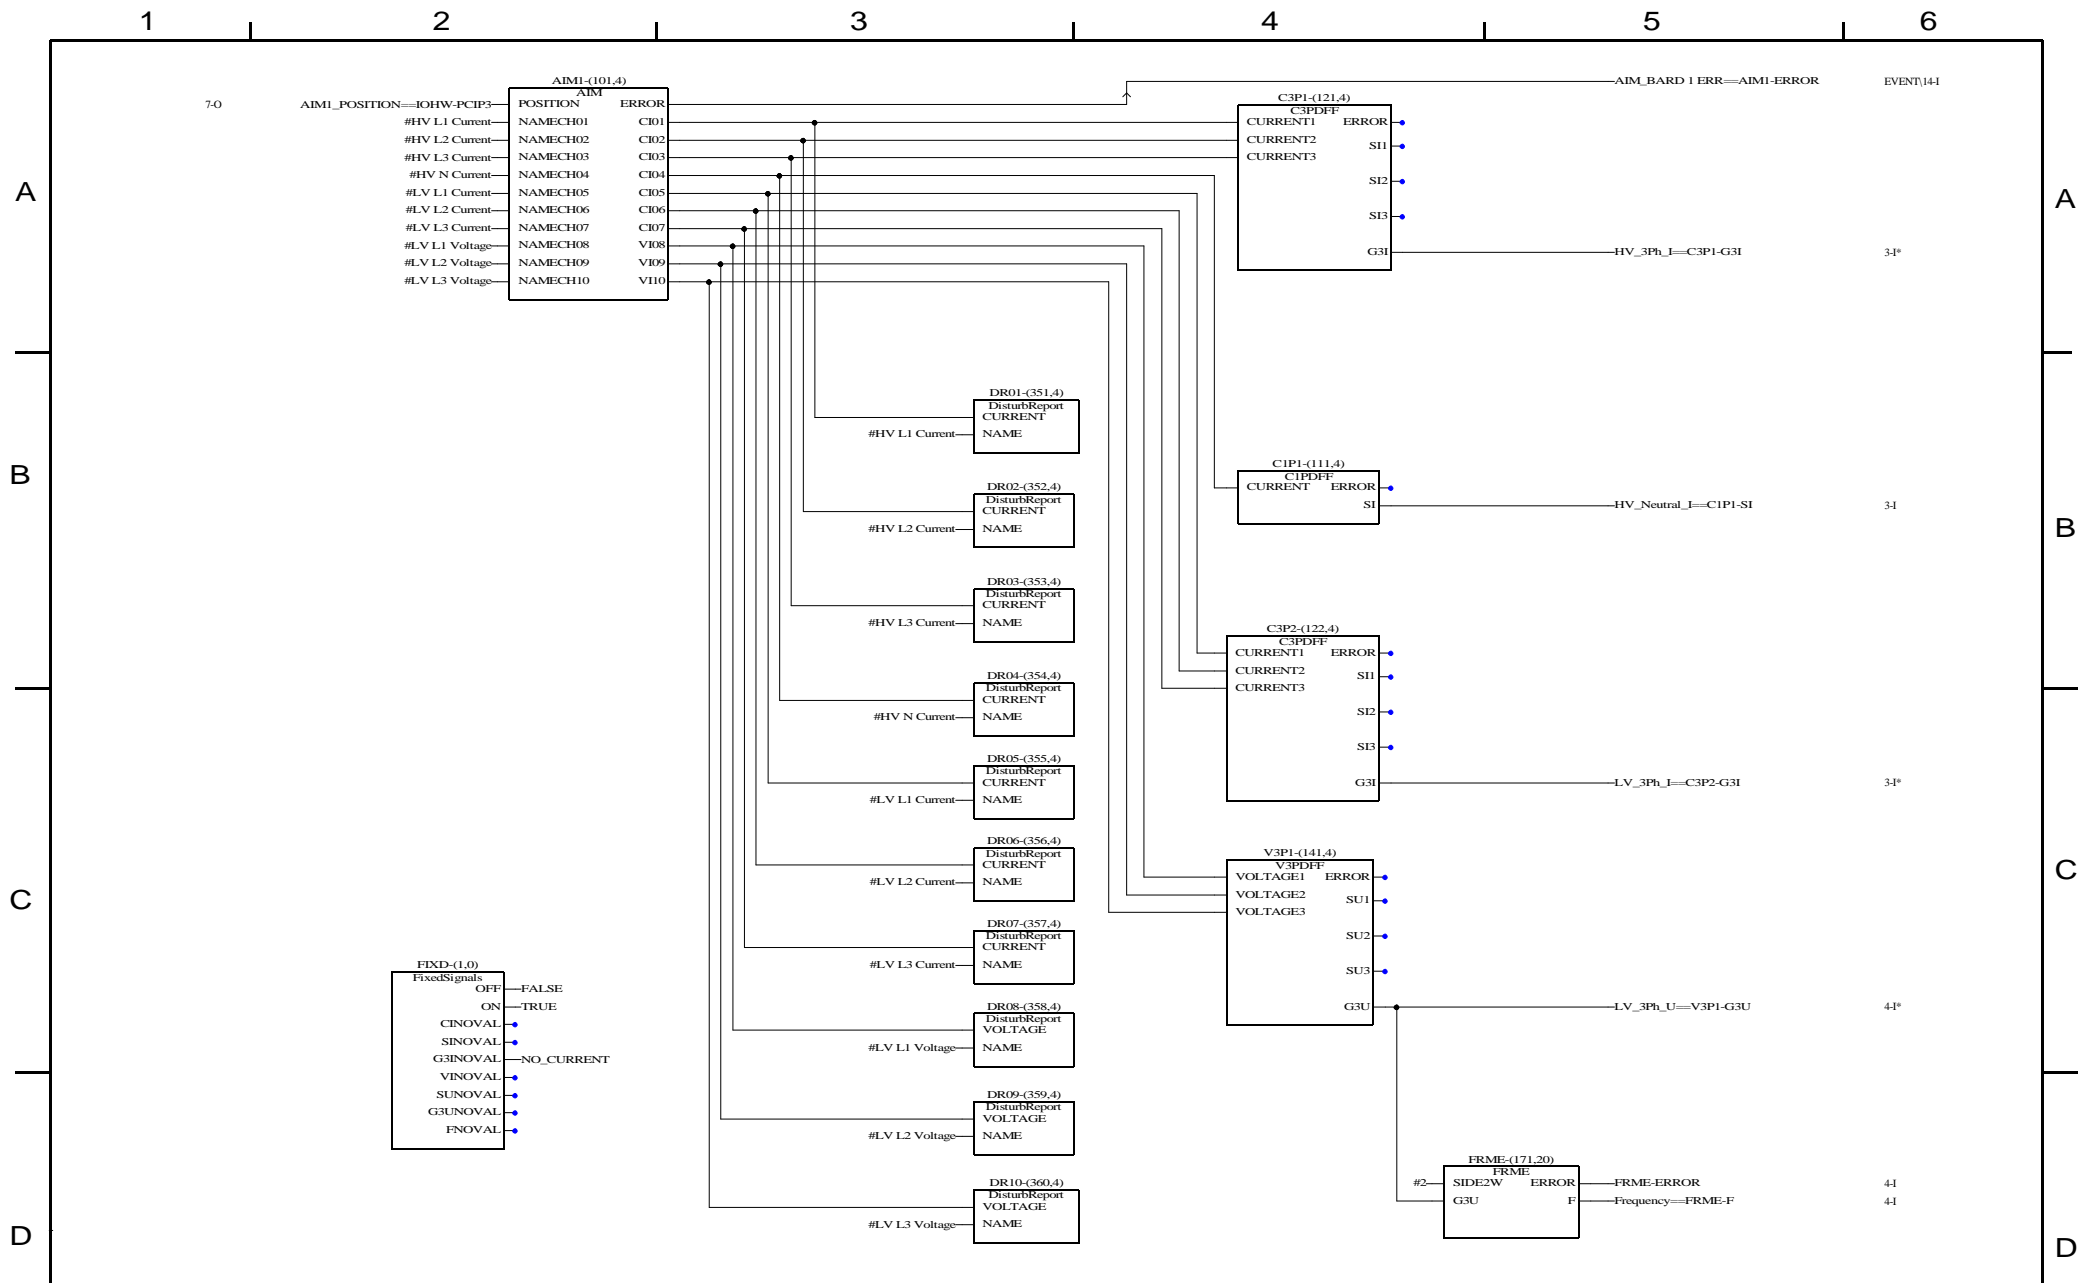 1 2 3 4 5 6
A A
B B
C C
D D
AIM1-(101,4)
AIM
7-O AIM1_POSITION==IOHW-PCIP3 POSITION ERROR
#HV L1 Current NAMECH01 CI01
#HV L2 Current NAMECH02 CI02
#HV L3 Current NAMECH03 CI03
#HV N Current NAMECH04 CI04
#LV L1 Current NAMECH05 CI05
#LV L2 Current NAMECH06 CI06
#LV L3 Current NAMECH07 CI07
#LV L1 Voltage NAMECH08 VI08
#LV L2 Voltage NAMECH09 VI09
#LV L3 Voltage NAMECH10 VI10
AIM_BARD 1 ERR==AIM1-ERROR EVENT\14-I
C3P1-(121,4)
C3PDFF
CURRENT1 ERROR
CURRENT2
SI1
CURRENT3
SI2
SI3
G3I HV_3Ph_I==C3P1-G3I 3-I*
DR01-(351,4)
DisturbReport
CURRENT
#HV L1 Current NAME
DR02-(352,4)
DisturbReport
CURRENT
#HV L2 Current NAME
DR03-(353,4)
DisturbReport
CURRENT
#HV L3 Current NAME
DR04-(354,4)
DisturbReport
CURRENT
#HV N Current NAME
DR05-(355,4)
DisturbReport
CURRENT
#LV L1 Current NAME
DR06-(356,4)
DisturbReport
CURRENT
#LV L2 Current NAME
DR07-(357,4)
DisturbReport
CURRENT
#LV L3 Current NAME
DR08-(358,4)
DisturbReport
VOLTAGE
#LV L1 Voltage NAME
DR09-(359,4)
DisturbReport
VOLTAGE
#LV L2 Voltage NAME
DR10-(360,4)
DisturbReport
VOLTAGE
#LV L3 Voltage NAME
C1P1-(111,4)
C1PDFF
CURRENT ERROR
SI HV_Neutral_I==C1P1-SI 3-I
C3P2-(122,4)
C3PDFF
CURRENT1 ERROR
CURRENT2 SI1
CURRENT3
SI2
SI3
G3I LV_3Ph_I==C3P2-G3I 3-I*
V3P1-(141,4)
V3PDFF
VOLTAGE1 ERROR
VOLTAGE2 SU1
VOLTAGE3
SU2
SU3
G3U LV_3Ph_U==V3P1-G3U 4-I*
FIXD-(1,0)
FixedSignals
OFF FALSE
ON TRUE
CINOVAL
SINOVAL
G3INOVAL NO_CURRENT
VINOVAL
SUNOVAL
G3UNOVAL
FNOVAL
FRME-(171,20)
FRME
#2 SIDE2W ERROR FRME-ERROR 4-I
G3U F Frequency==FRME-F 4-I